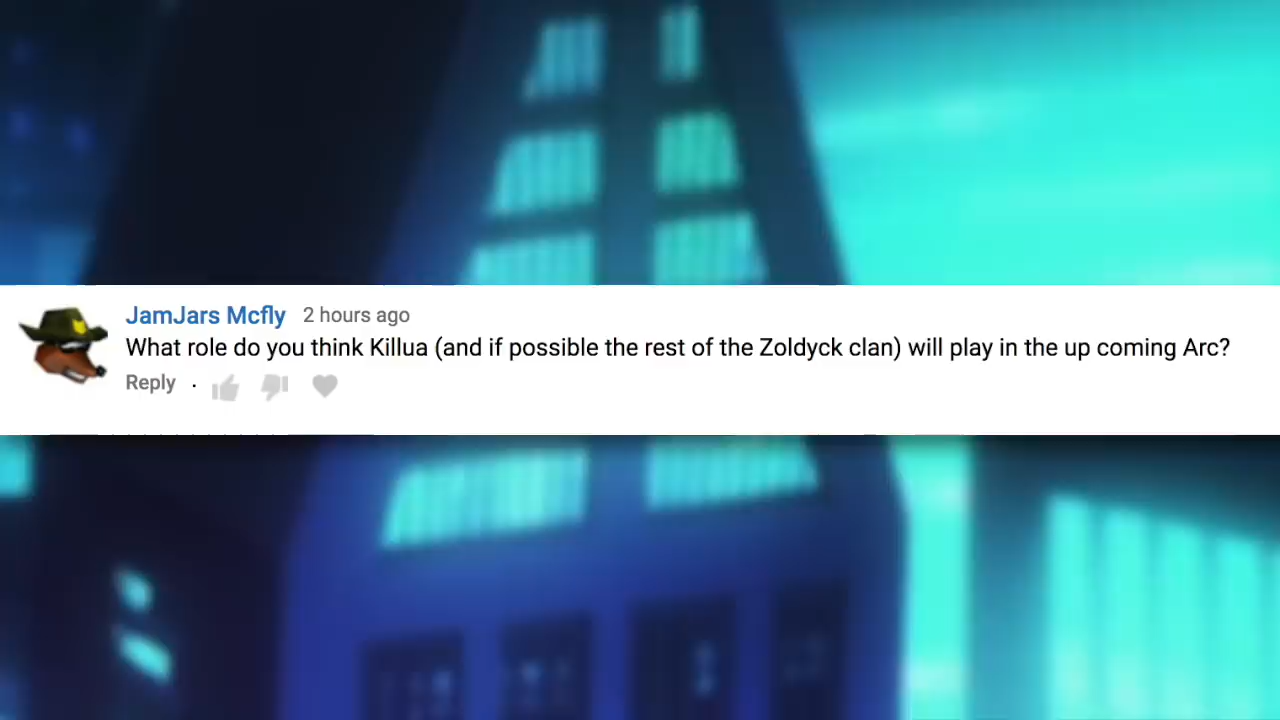 JamJars Mcfly 2 hours ago
What role do you think Killua (and if possible the rest of the Zoldyck clan) will play in the up coming Arc?
Reply .